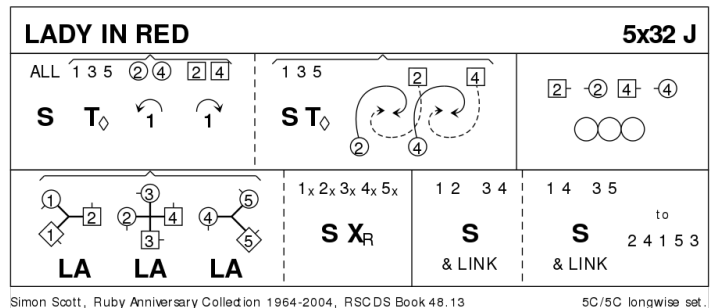 LADY IN RED 5x32 J
ALL 1 3 5 2 4 2 4
S T◊ 1 1
1 3 5 2 4
S T◊
2 4
2 2 4 4
1 2
1
LA
3
2 4
3
LA
5
4
5
LA
1x 2x 3x 4x 5x
S XR
1 2 3 4
S
& LINK
1 4 3 5
S
& LINK
to
2 4 1 5 3
Simon Scott, Ruby Anniversary Collection 1964-2004, RSCDS Book 48.13 5C/5C longwise set.